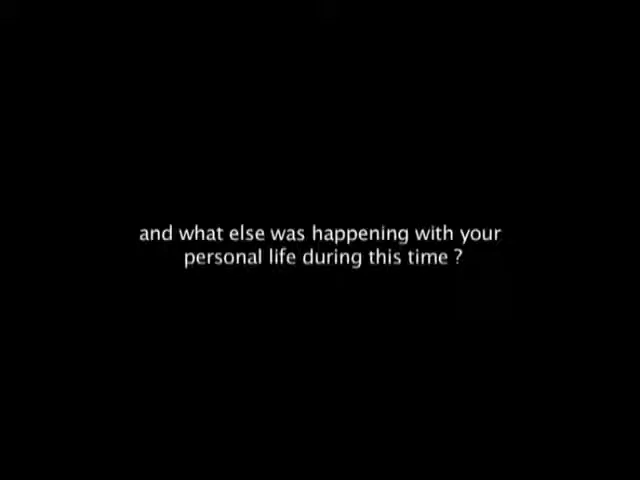 and what else was happening with your
personal life during this time ?